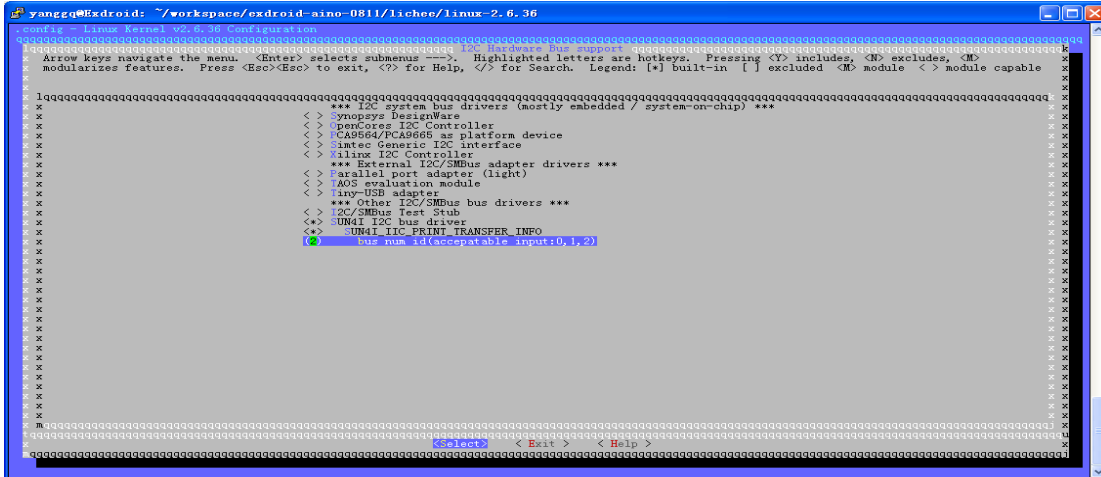 yanggq@Exdroid: ~/workspace/exdroid-aino-0811/lichee/linux-2.6.36
.config - Linux Kernel v2.6.36 Configuration
I2C Hardware Bus support
Arrow keys navigate the menu. <Enter> selects submenus --->. Highlighted letters are hotkeys. Pressing <Y> includes, <N> excludes, <M>
modularizes features. Press <Esc><Esc> to exit, <?> for Help, </> for Search. Legend: [*] built-in [ ] excluded <M> module < > module capable
*** I2C system bus drivers (mostly embedded / system-on-chip) ***
< > Synopsys DesignWare
< > OpenCores I2C Controller
< > PCA9564/PCA9665 as platform device
< > Simtec Generic I2C interface
< > Xilinx I2C Controller
*** External I2C/SMBus adapter drivers ***
< > Parallel port adapter (light)
< > TAOS evaluation module
< > Tiny-USB adapter
*** Other I2C/SMBus bus drivers ***
< > I2C/SMBus Test Stub
<*> SUN4I I2C bus driver
<*> SUN4I_IIC_PRINT_TRANSFER_INFO
(2) bus num id(accepatable input:0,1,2)
<Select> < Exit > < Help >